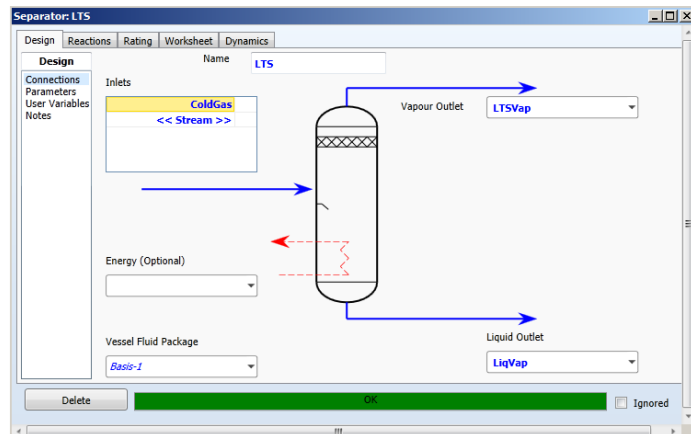 Separator: LTS
Design Reactions Rating Worksheet Dynamics
Design
Connections
Parameters
User Variables
Notes
Name LTS
Inlets
ColdGas
<< Stream >>
Vapour Outlet LTSVap
Energy (Optional)
Vessel Fluid Package
Basis-1
Liquid Outlet
LiqVap
Delete OK Ignored